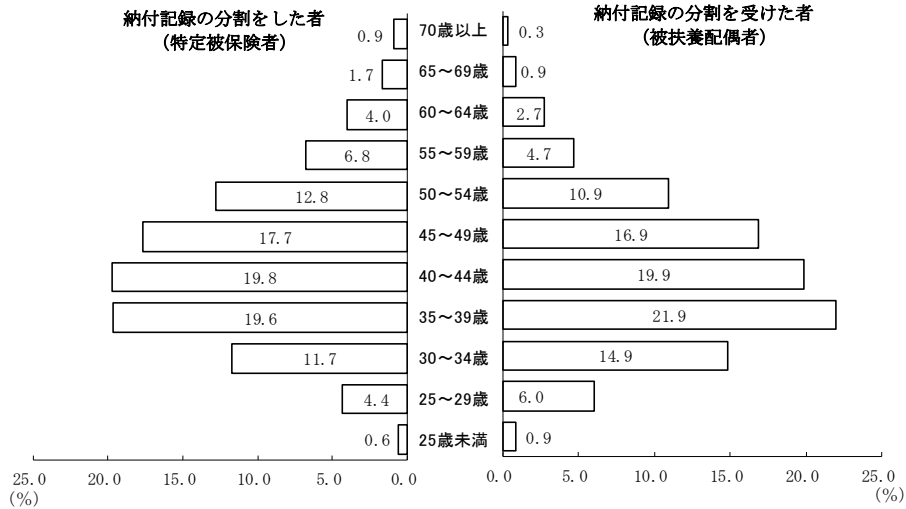 納付記録の分割をした者
（特定被保険者）
納付記録の分割を受けた者
（被扶養配偶者）
0.9 70歳以上 0.3
1.7 65～69歳 0.9
4.0 60～64歳 2.7
6.8 55～59歳 4.7
12.8 50～54歳 10.9
17.7 45～49歳 16.9
19.8 40～44歳 19.9
19.6 35～39歳 21.9
11.7 30～34歳 14.9
4.4 25～29歳 6.0
0.6 25歳未満 0.9
25.0 20.0 15.0 10.0 5.0 0.0 0.0 5.0 10.0 15.0 20.0 25.0
(%) (%)